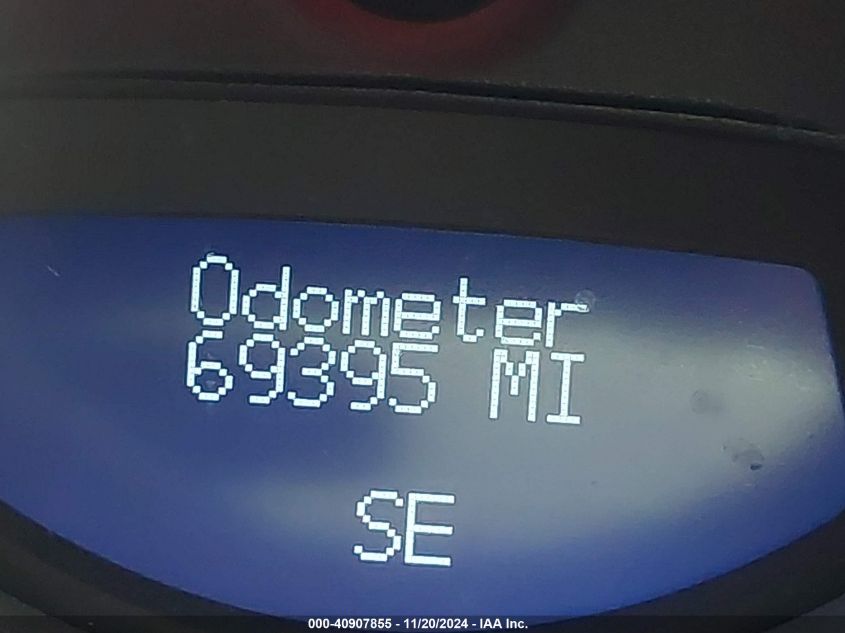 Odometer
69395 MI
SE
000-40907855 - 11/20/2024 - IAA Inc.